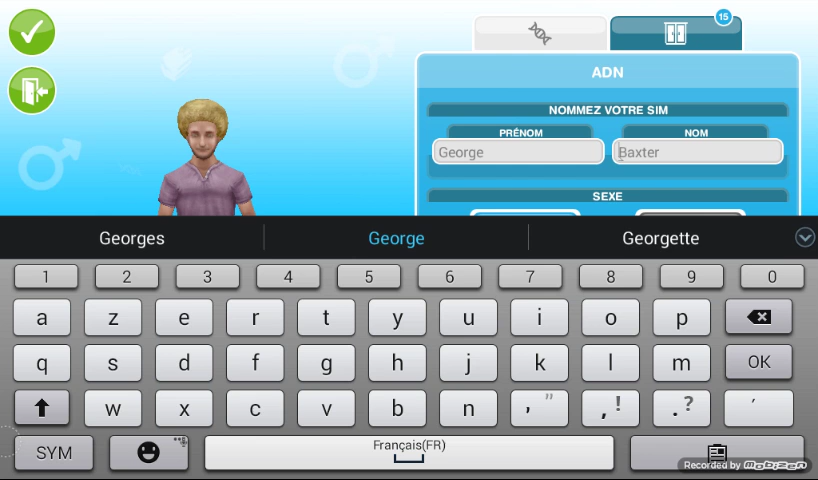 15
ADN
NOMMEZ VOTRE SIM
PRÉNOM NOM
George Baxter
SEXE
Georges George Georgette
1 2 3 4 5 6 7 8 9 0
a z e r t y u i o p
q s d f g h j k l m OK
w x c v b n , " , ! . ? ´
SYM Français(FR)
Recorded by mobizen